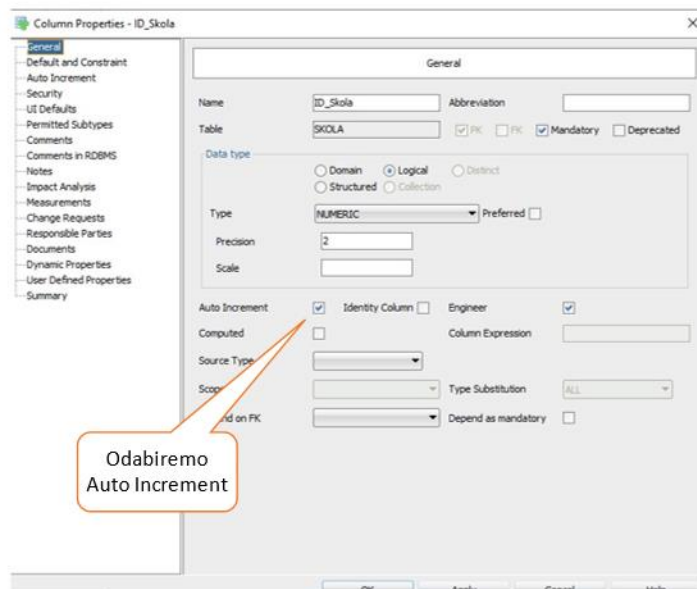 Column Properties - ID_Skola
General
Default and Constraint
Auto Increment
Security
UI Defaults
Permitted Subtypes
Comments
Comments in RDBMS
Notes
Impact Analysis
Measurements
Change Requests
Responsible Parties
Documents
Dynamic Properties
User Defined Properties
Summary
General
Name ID_Skola Abbreviation
Table SKOLA PK FK Mandatory Deprecated
Data type
Domain Logical Distinct
Structured Collection
Type NUMERIC Preferred
Precision 2
Scale
Auto Increment Identity Column Engineer
Computed Column Expression
Source Type
Type Substitution ALL
on FK Depend as mandatory
Odabiremo
Auto Increment